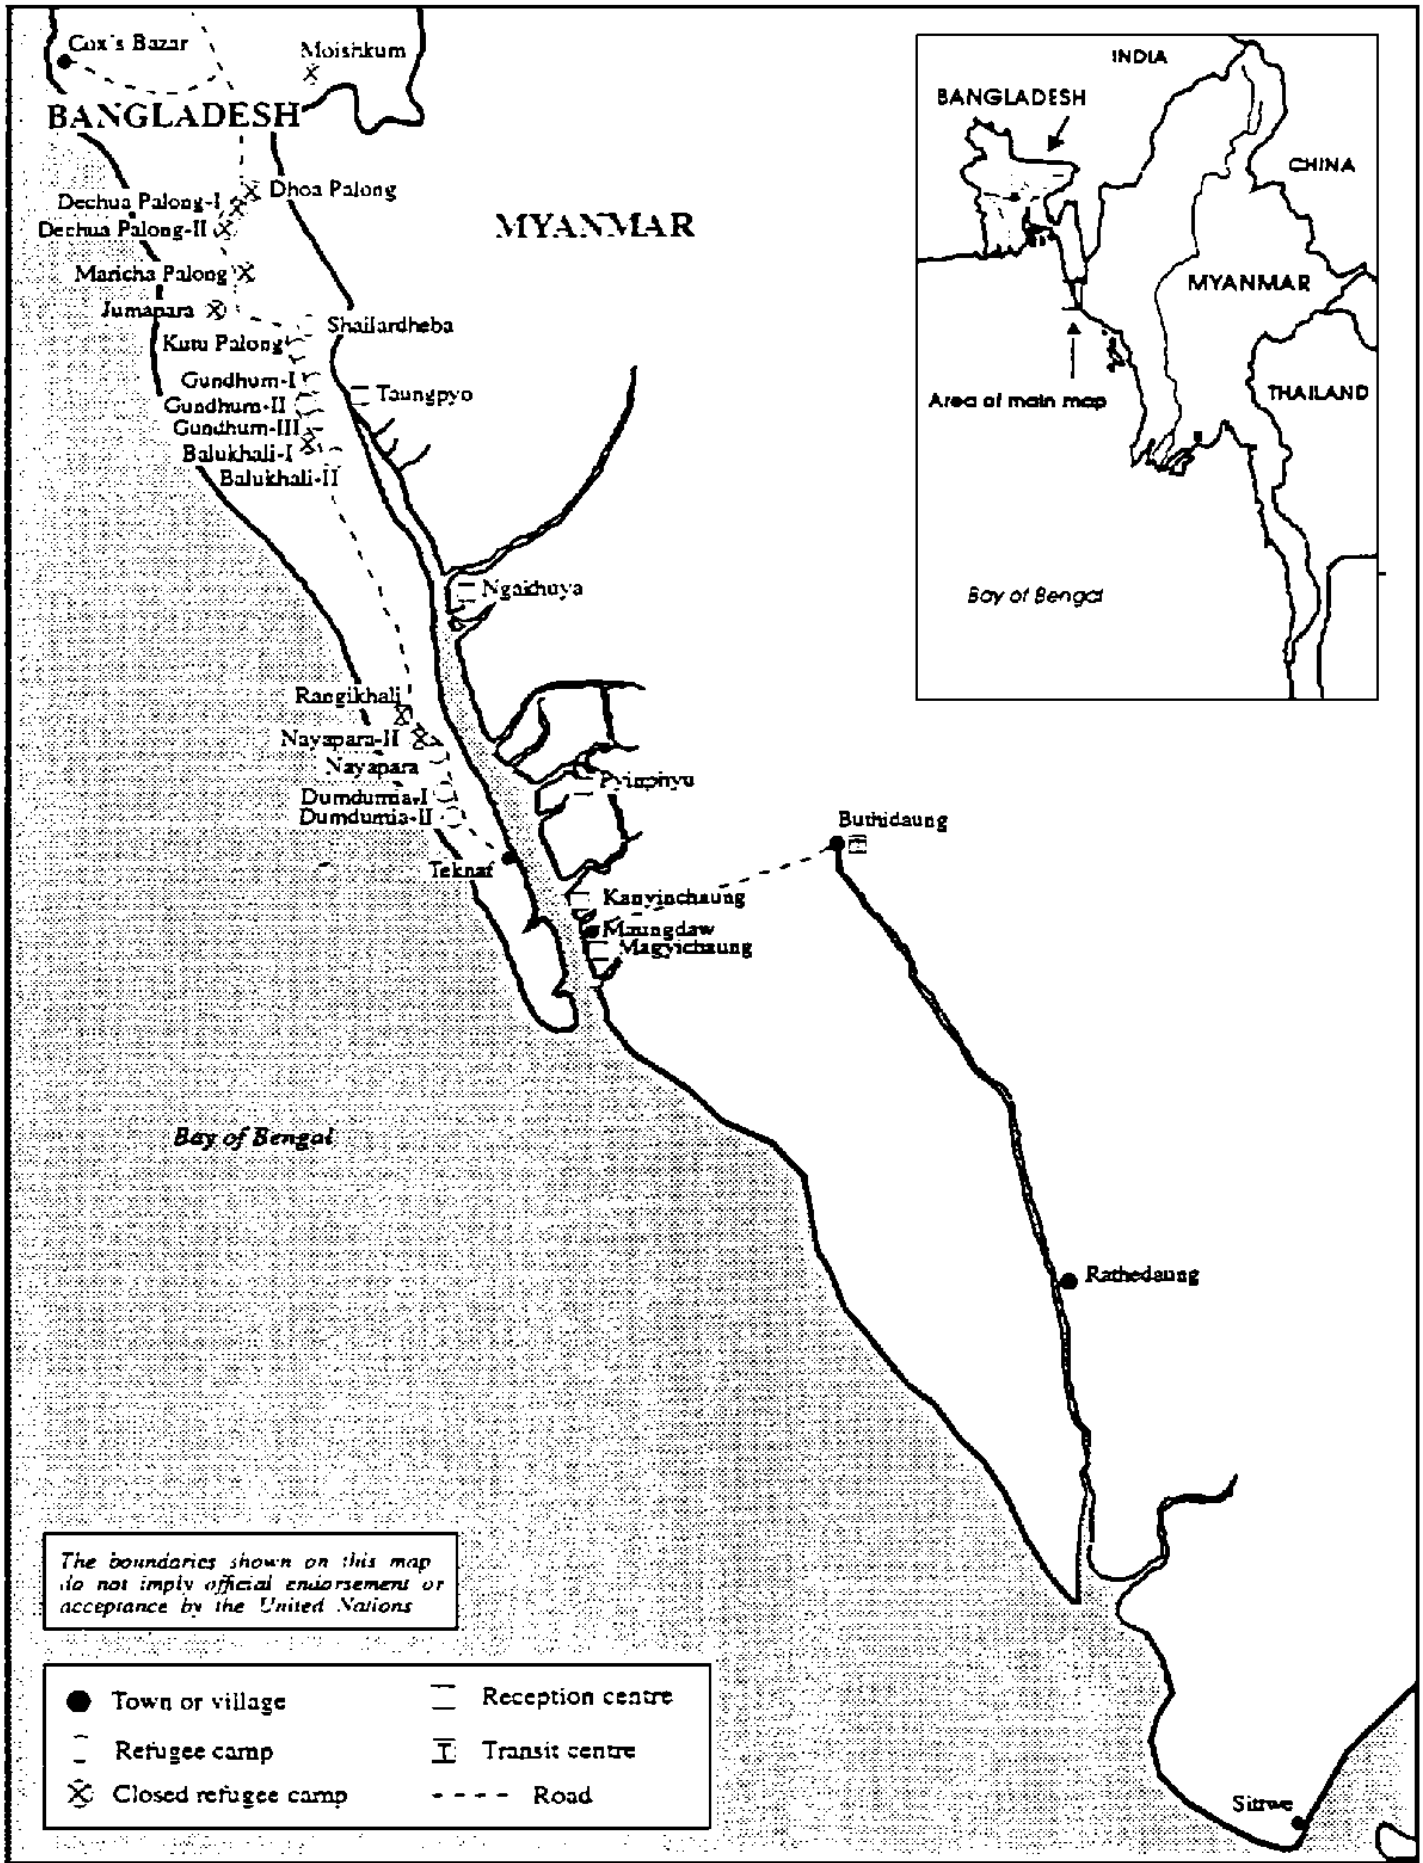 Cox's Bazar
Moishkum
BANGLADESH
Dhoa Palong
Dechua Palong-I
Dechua Palong-II
MYANMAR
Maricha Palong
Jumapara
Shailardheba
Kutu Palong
Gundhum-I
Taungpyo
Gundhum-II
Gundhum-III
Balukhali-I
Balukhali-II
Ngakhuya
Rangikhali
Nayapara-II
Nayapara
Pyinphyu
Dumdumia-I
Dumdumia-II
Buthidaung
Teknaf
Kanyinchaung
Maungdaw
Magyichaung
Bay of Bengal
Rathedaung
Sittwe
INDIA
BANGLADESH
CHINA
MYANMAR
THAILAND
Area of main map
Bay of Bengal
The boundaries shown on this map
do not imply official endorsement or
acceptance by the United Nations
Town or village
Refugee camp
Closed refugee camp
Reception centre
T Transit centre
Road